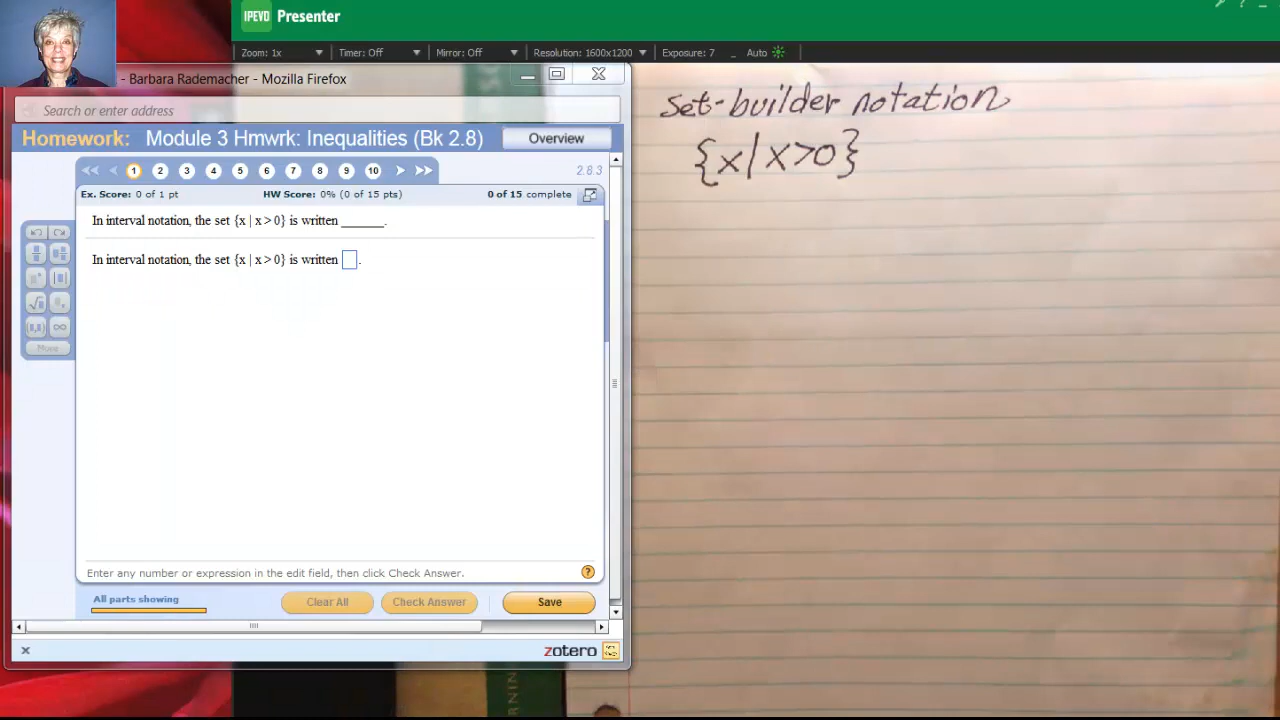 IPEVO Presenter
Zoom: 1x Timer: Off Mirror: Off Resolution: 1600x1200 Exposure: 7 Auto
- Barbara Rademacher - Mozilla Firefox
Search or enter address
Homework: Module 3 Hmwrk: Inequalities (Bk 2.8) Overview
1 2 3 4 5 6 7 8 9 10 2.8.3
Ex. Score: 0 of 1 pt HW Score: 0% (0 of 15 pts) 0 of 15 complete
In interval notation, the set {x | x > 0} is written ______.
In interval notation, the set {x | x > 0} is written .
More
Enter any number or expression in the edit field, then click Check Answer.
All parts showing Clear All Check Answer Save
zotero
Set-builder notation
{x | x>0}